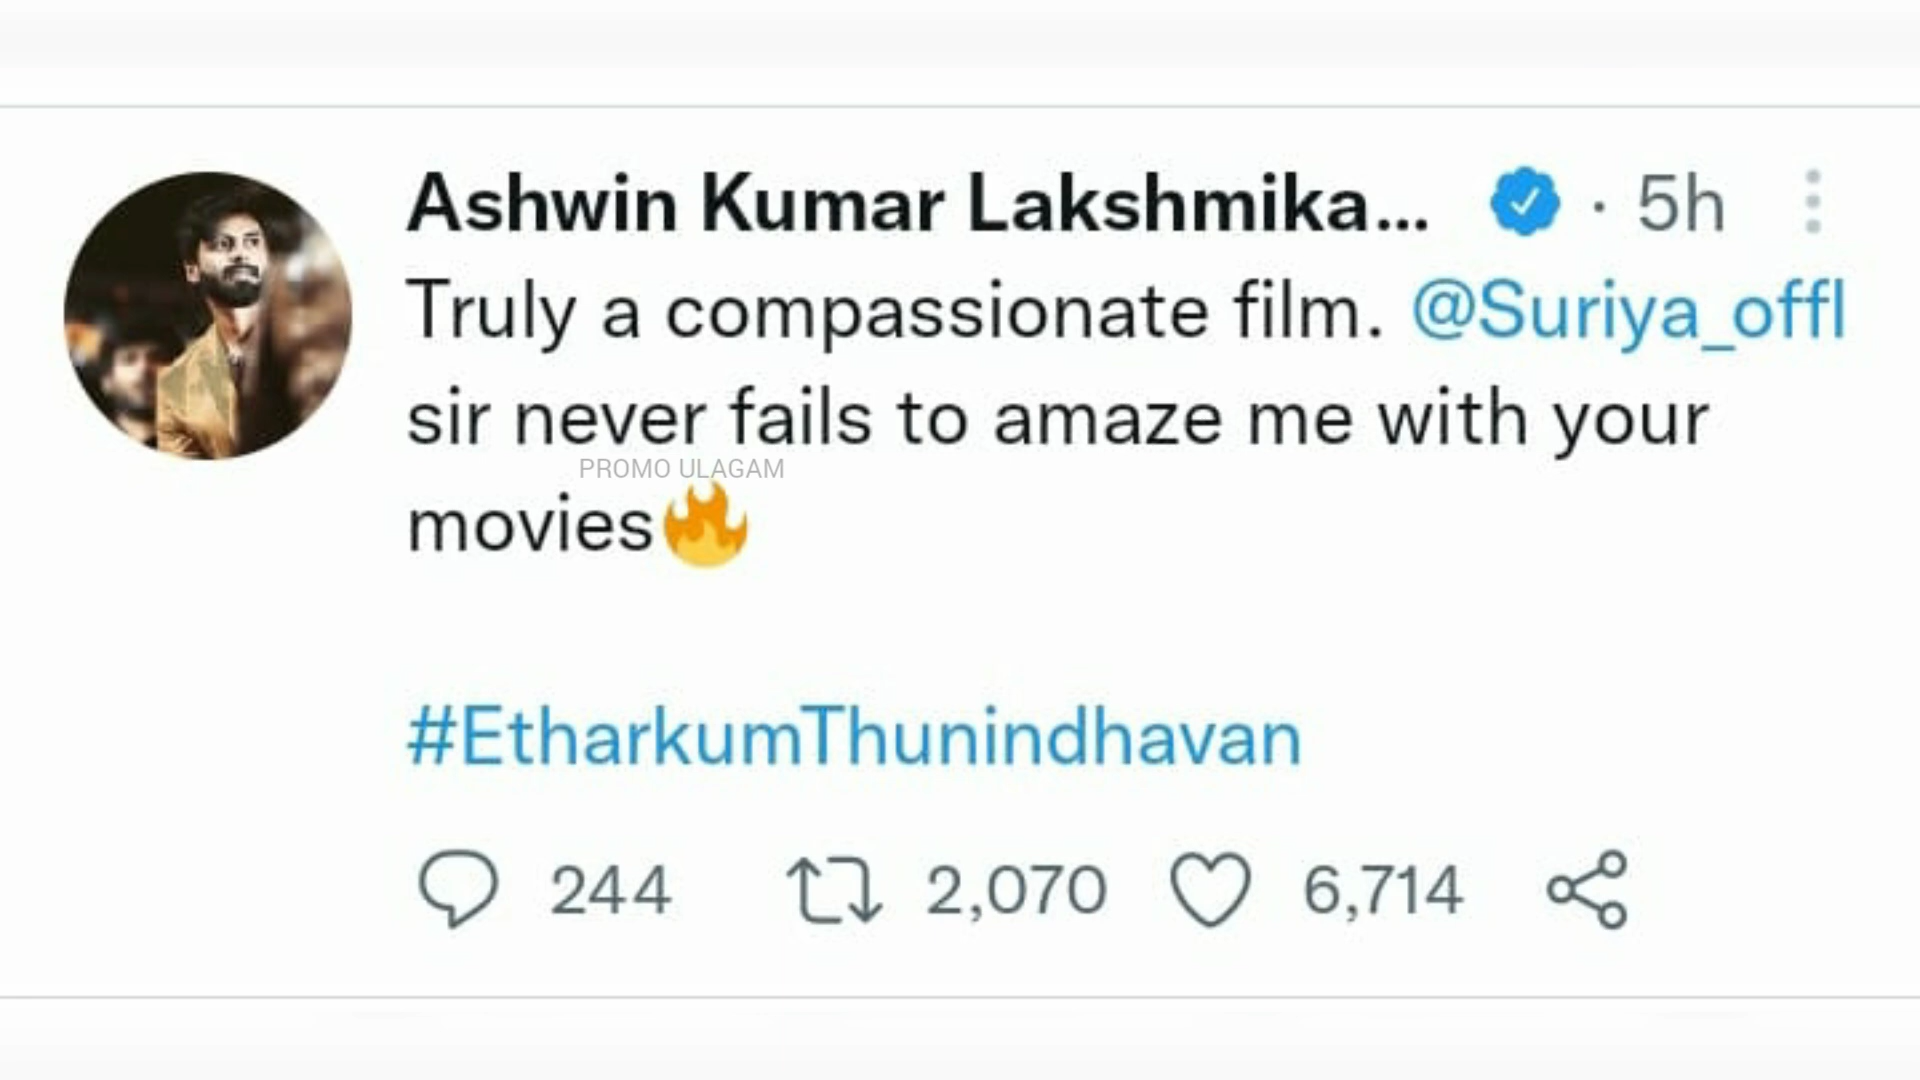 Ashwin Kumar Lakshmika... · 5h
Truly a compassionate film. @Suriya_offl
sir never fails to amaze me with your
PROMO ULAGAM
movies🔥
#EtharkumThunindhavan
244 2,070 6,714